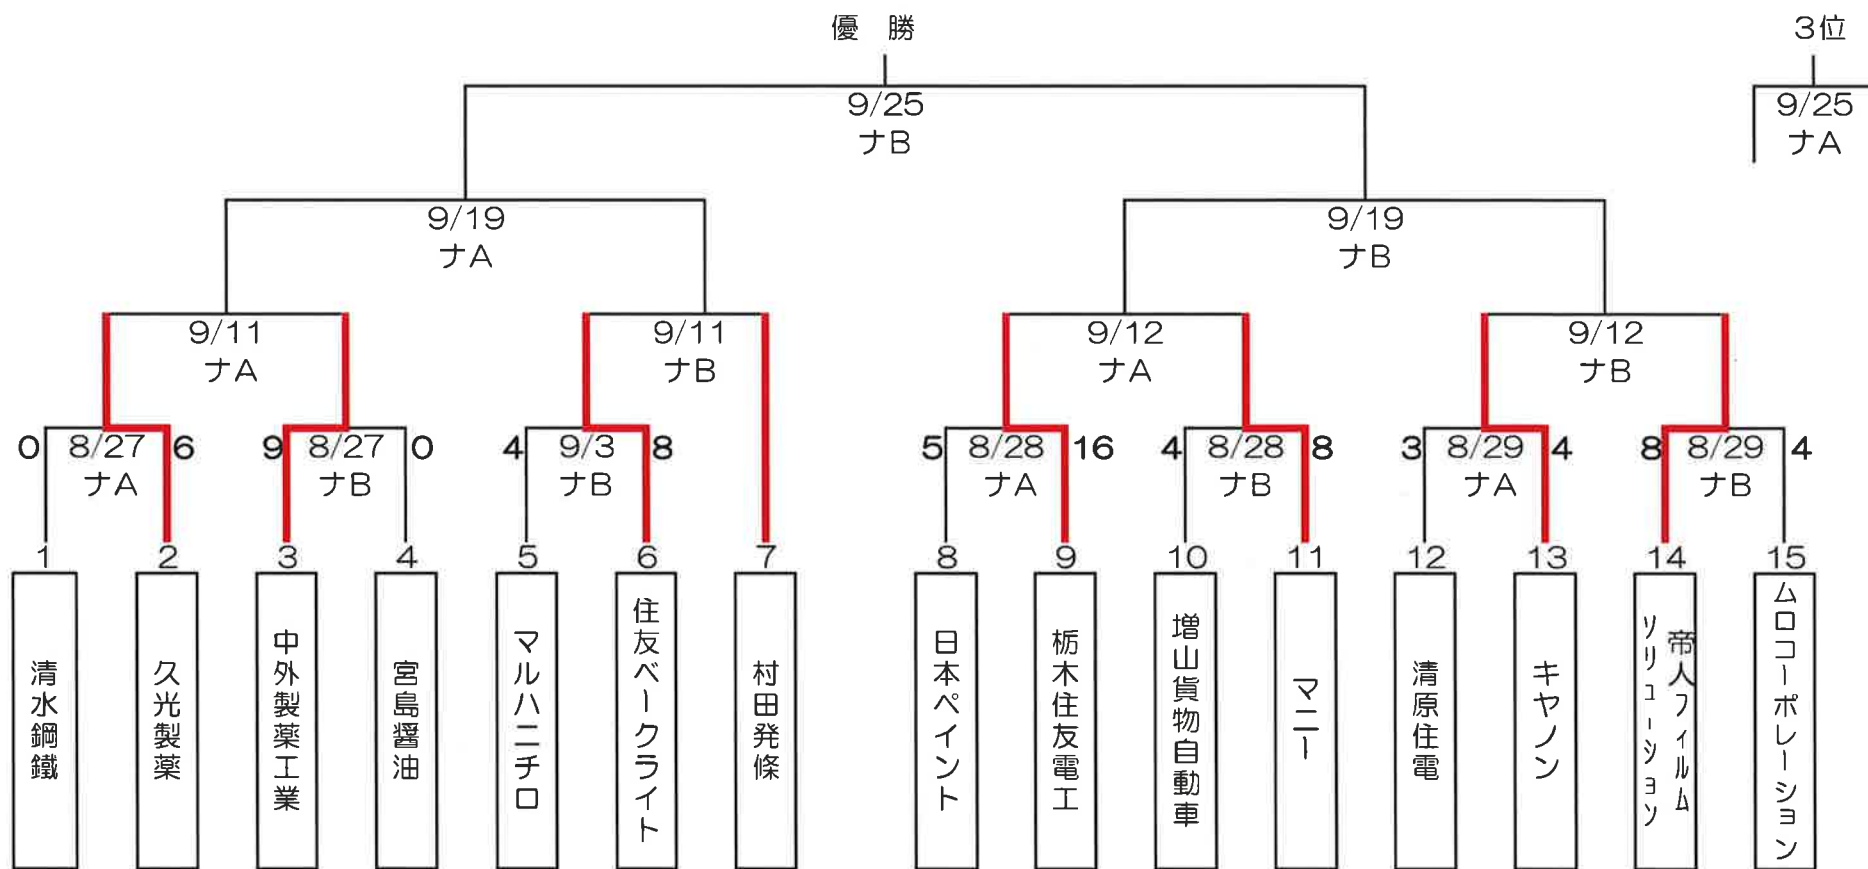 優 勝
3位
9/25
ナB
9/25
ナA
9/19
ナA
9/19
ナB
9/11
ナA
9/11
ナB
9/12
ナA
9/12
ナB
0 8/27 6 9 8/27 0 4 9/3 8 5 8/28 16 4 8/28 8 3 8/29 4 8 8/29 4
ナA ナB ナB ナA ナB ナA ナB
1 2 3 4 5 6 7 8 9 10 11 12 13 14 15
清水鋼鐵
久光製薬
中外製薬工業
宮島醤油
マルハニチロ
住友ベークライト
村田発條
日本ペイント
栃木住友電工
増山貨物自動車
マニー
清原住電
キヤノン
帝人フィルム
ソリューション
ムロコーポレーション